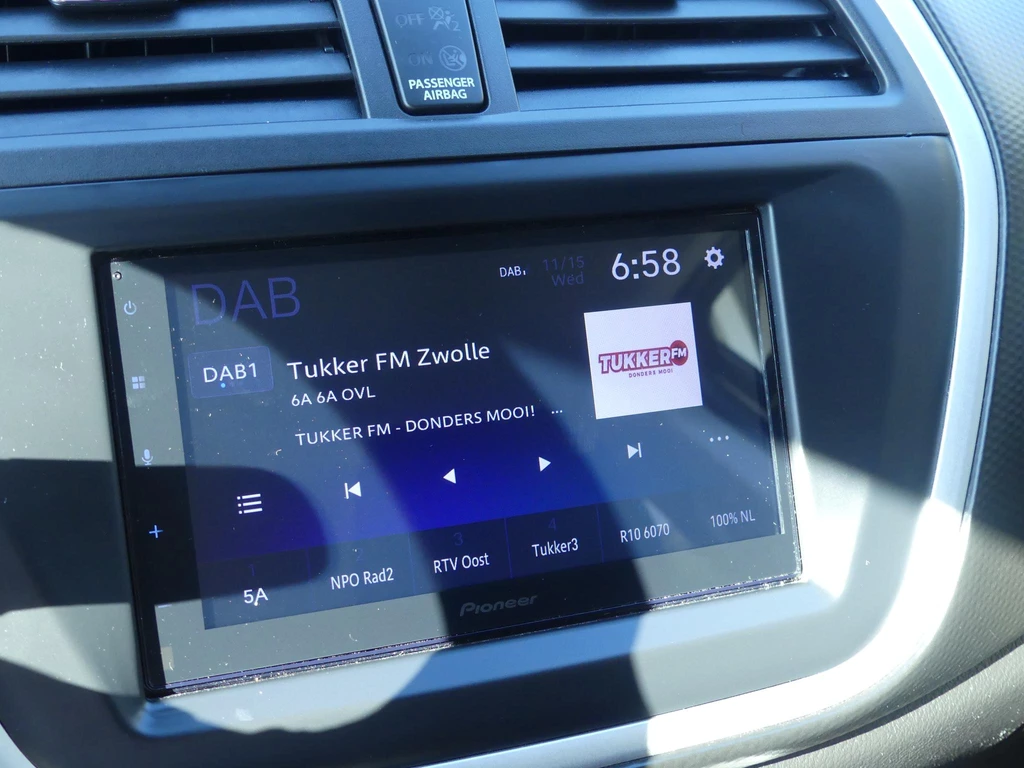 OFF 2
ON
PASSENGER
AIRBAG
DAB
DAB1
11/15
Wed
6:58
DAB1
Tukker FM Zwolle
6A 6A OVL
TUKKER FM - DONDERS MOOI! ...
TUKKER FM
DONDERS MOOI
1
5A
NPO Rad2
3
RTV Oost
4
Tukker3
R10 6070
100% NL
Pioneer